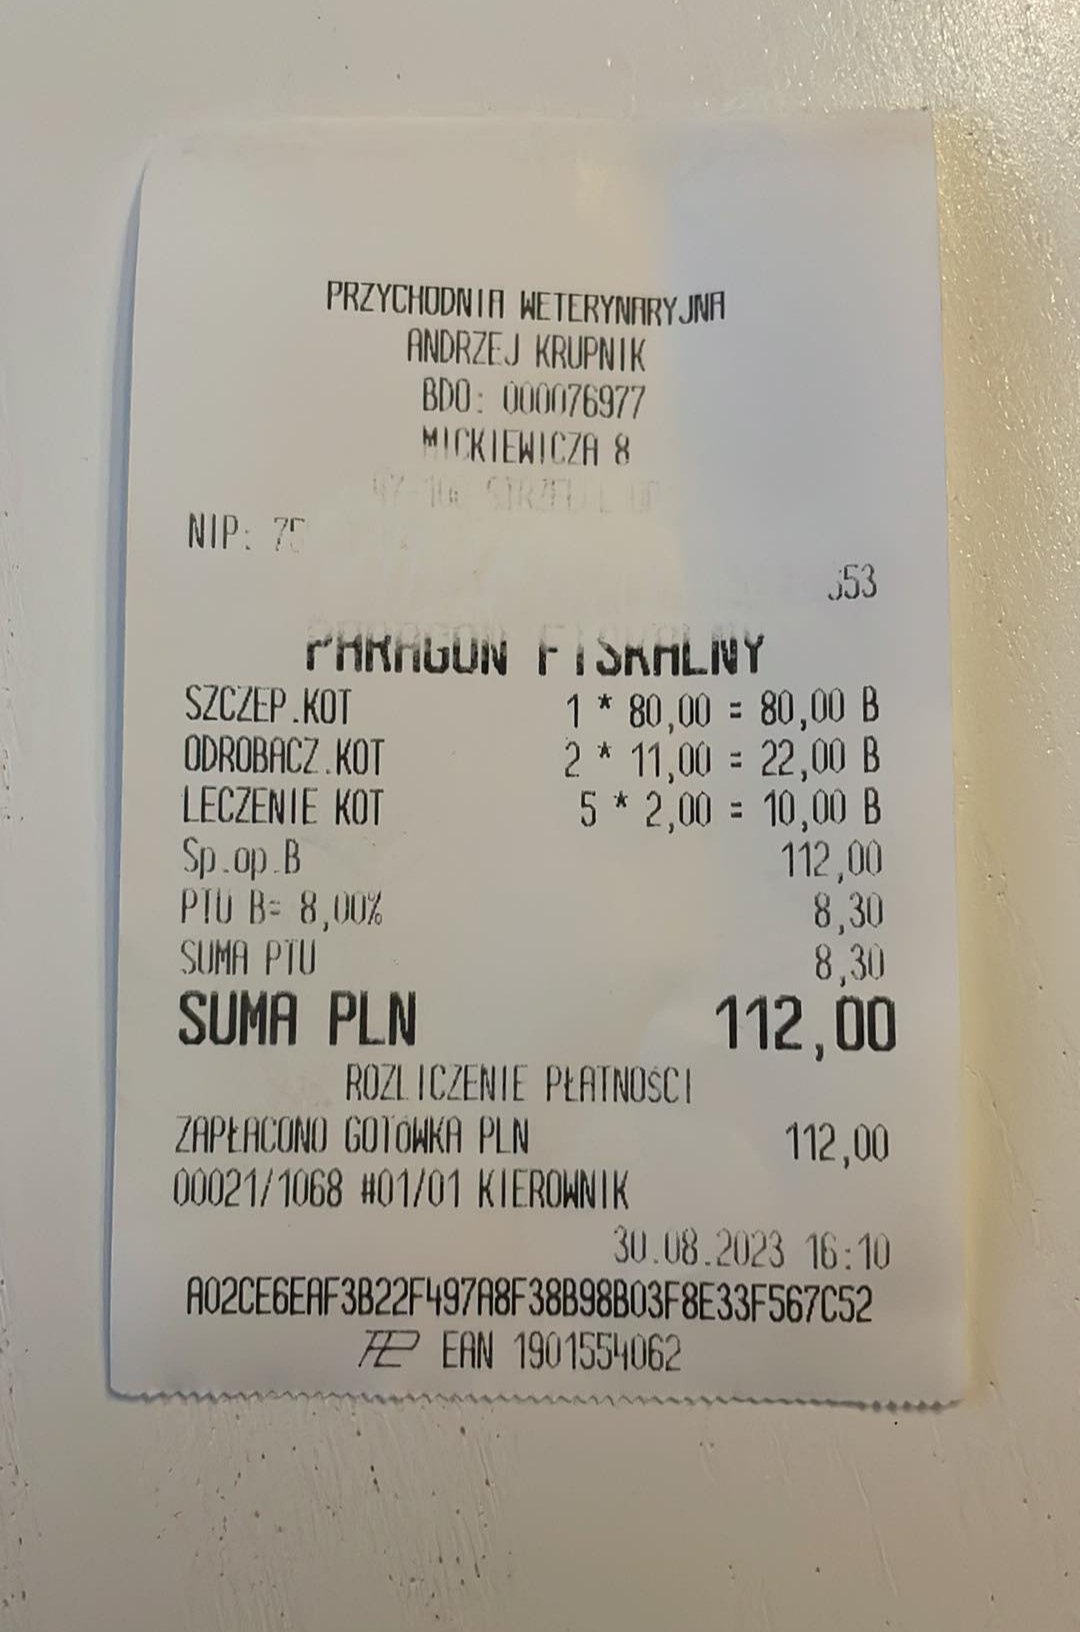 PRZYCHODNIA WETERYNARYJNA
ANDRZEJ KRUPNIK
BDO: 000076977
MICKIEWICZA 8
NIP: 75
53
PARAGON FISKALNY
SZCZEP.KOT 1 * 80,00 = 80,00 B
ODROBACZ.KOT 2 * 11,00 = 22,00 B
LECZENIE KOT 5 * 2,00 = 10,00 B
Sp.op.B 112,00
PTU B= 8,00% 8,30
SUMA PTU 8,30
SUMA PLN 112,00
ROZLICZENIE PŁATNOŚCI
ZAPŁACONO GOTÓWKA PLN 112,00
00021/1068 #01/01 KIEROWNIK
30.08.2023 16:10
A02CE6EAF3B22F497A8F38B98B03F8E33F567C52
EAN 1901554062